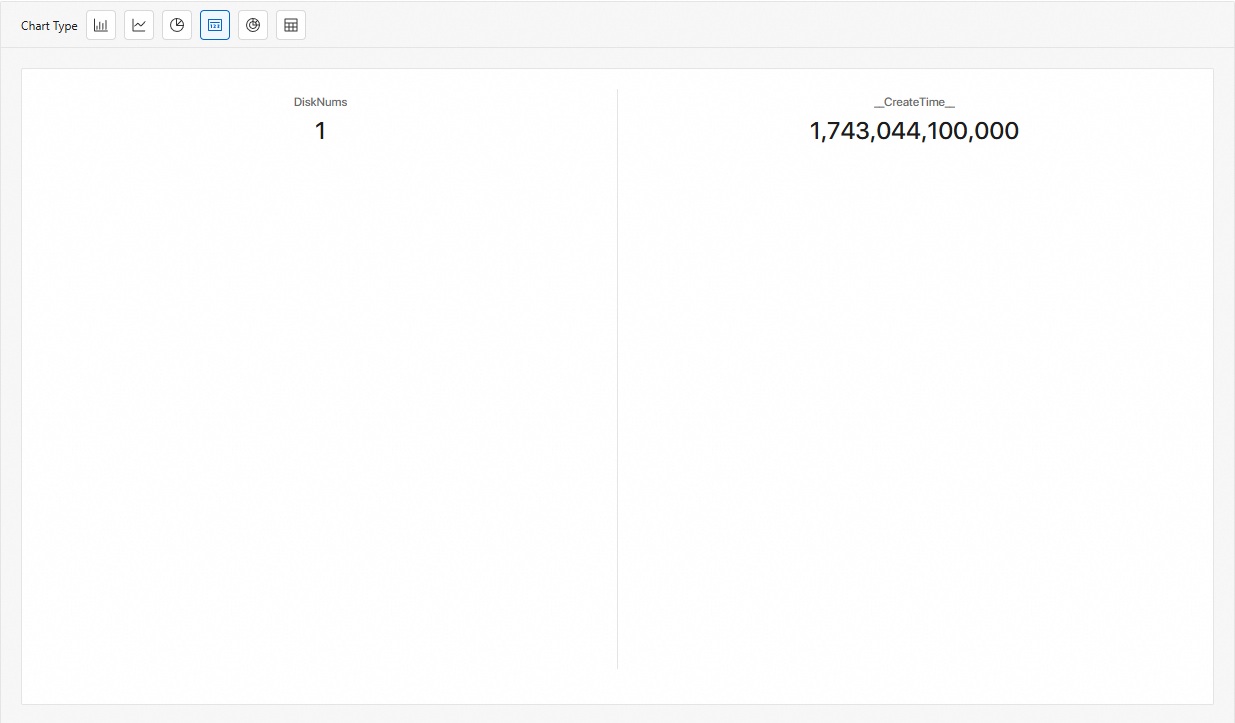 Chart Type
DiskNums
1
__CreateTime__
1,743,044,100,000